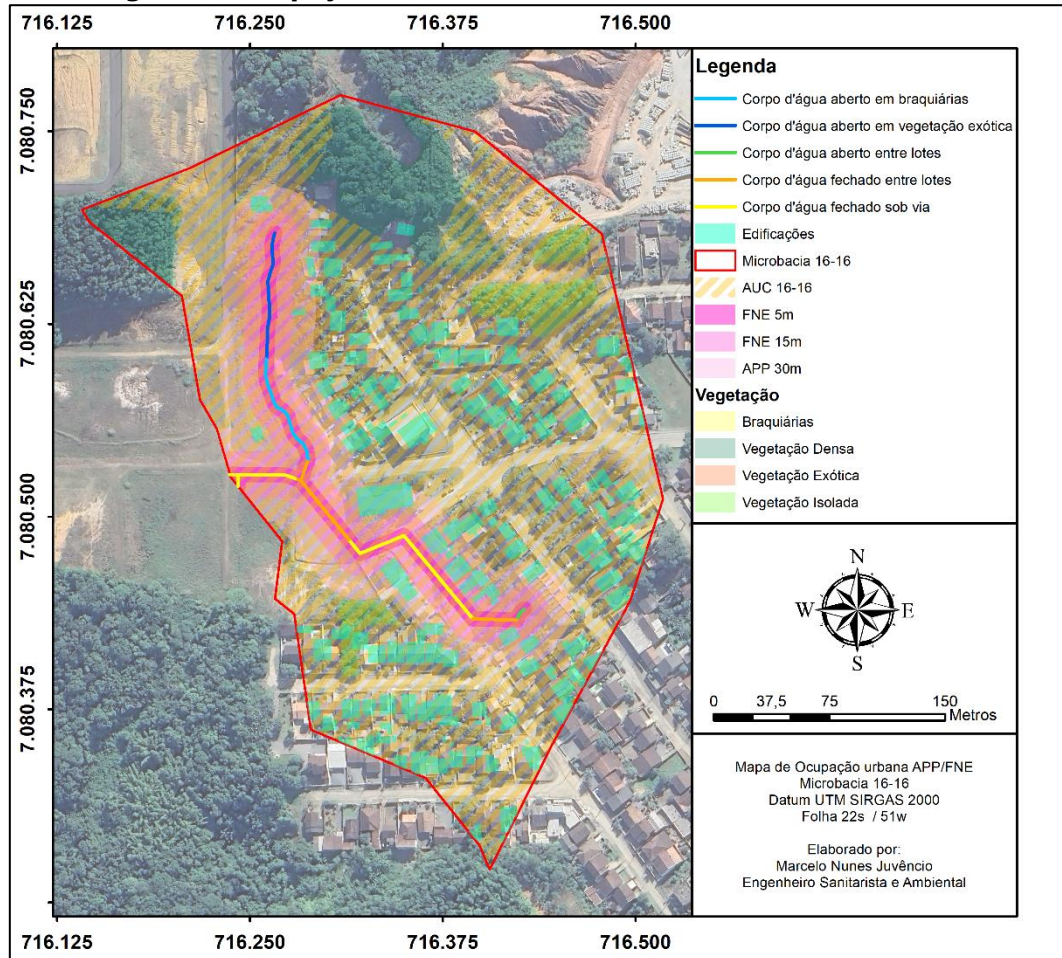 716.125 716.250 716.375 716.500
7.080.750
7.080.625
7.080.500
7.080.375
Legenda
Corpo d'água aberto em braquiárias
Corpo d'água aberto em vegetação exótica
Corpo d'água aberto entre lotes
Corpo d'água fechado entre lotes
Corpo d'água fechado sob via
Edificações
Microbacia 16-16
AUC 16-16
FNE 5m
FNE 15m
APP 30m
Vegetação
Braquiárias
Vegetação Densa
Vegetação Exótica
Vegetação Isolada
N
W E
S
0 37,5 75 150
Metros
Mapa de Ocupação urbana APP/FNE
Microbacia 16-16
Datum UTM SIRGAS 2000
Folha 22s / 51w
Elaborado por:
Marcelo Nunes Juvêncio
Engenheiro Sanitarista e Ambiental
716.125 716.250 716.375 716.500